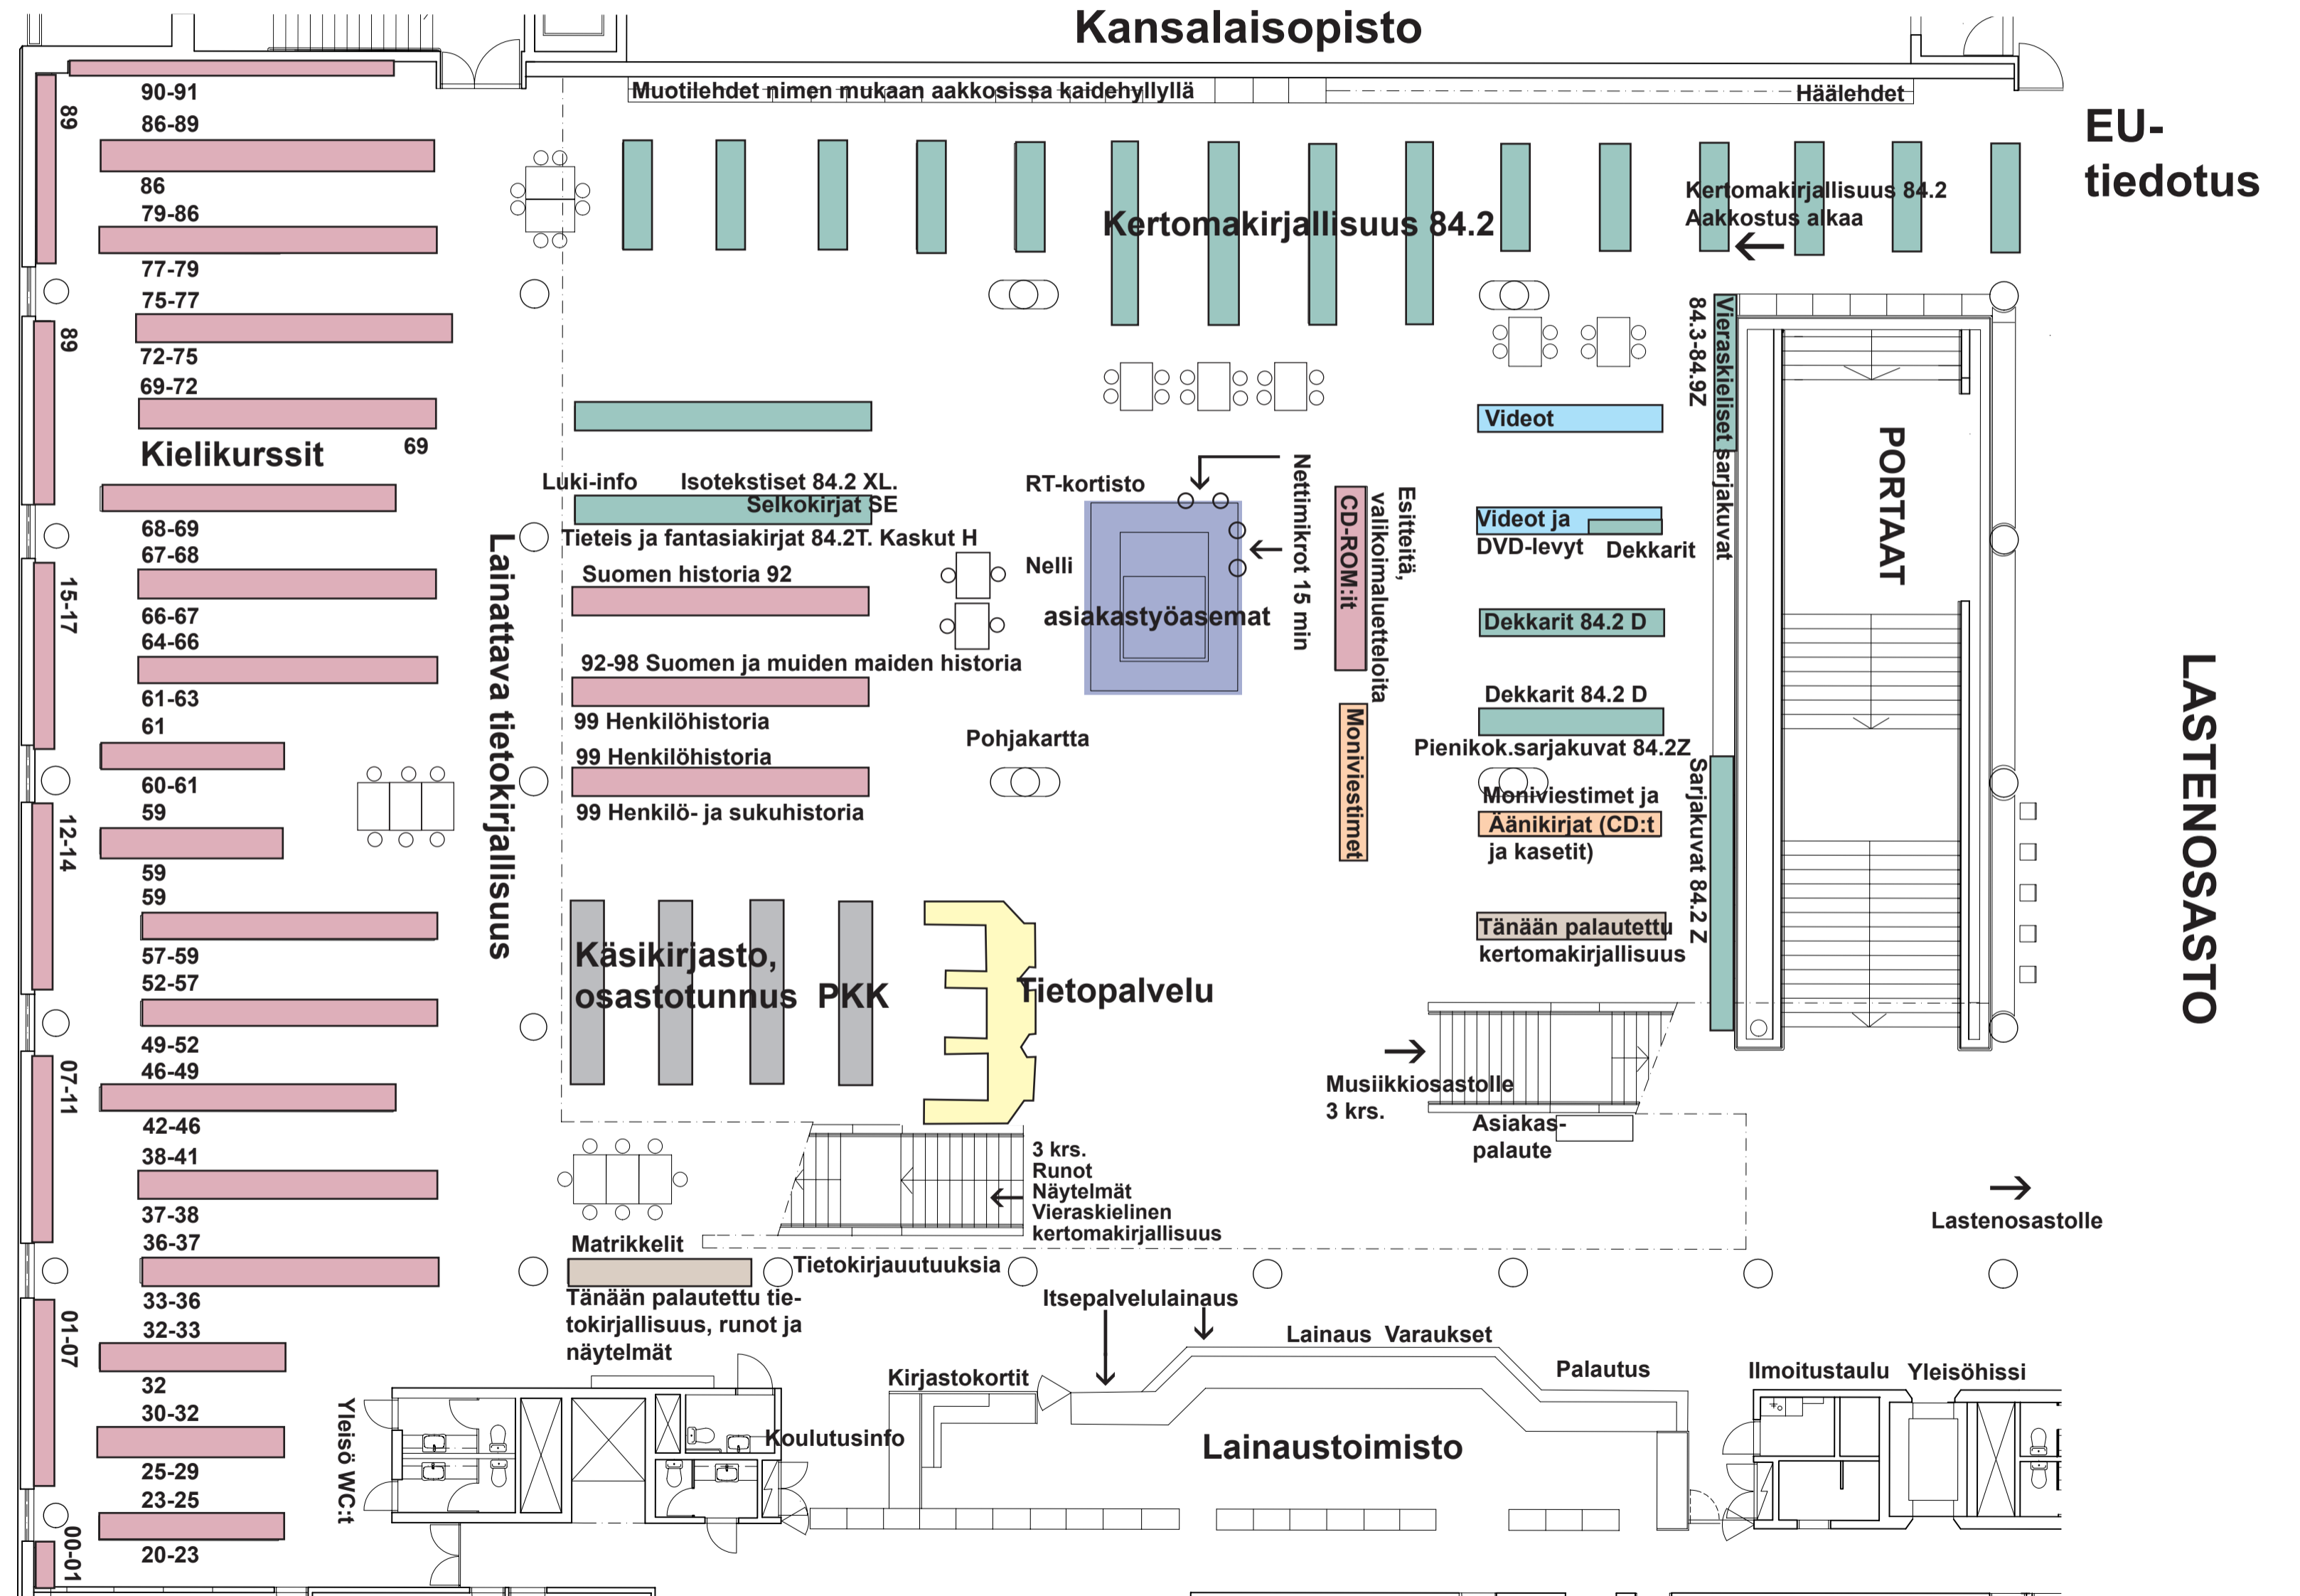 Kansalaisopisto
Muotilehdet nimen mukaan aakkosissa kaidehyllyllä
Häälehdet
EU-
tiedotus
90-91
86-89
86
79-86
77-79
75-77
72-75
69-72
69
Kielikurssit
68-69
67-68
66-67
64-66
61-63
61
60-61
59
59
59
57-59
52-57
49-52
46-49
42-46
38-41
37-38
36-37
33-36
32-33
32
30-32
25-29
23-25
20-23
89
89
15-17
12-14
07-11
01-07
00-01
Lainattava tietokirjallisuus
Kertomakirjallisuus 84.2
Kertomakirjallisuus 84.2
Aakkostus alkaa
Luki-info
Isotekstiset 84.2 XL.
Selkokirjat SE
Tieteis ja fantasiakirjat 84.2T. Kaskut H
Suomen historia 92
92-98 Suomen ja muiden maiden historia
99 Henkilöhistoria
99 Henkilöhistoria
99 Henkilö- ja sukuhistoria
RT-kortisto
Nelli
asiakastyöasemat
Nettimikrot 15 min
CD-ROM:it
Esitteitä,
valikoimaluetteloita
Moniviestimet
Pohjakartta
Videot
Videot ja
DVD-levyt
Dekkarit
Dekkarit 84.2 D
Dekkarit 84.2 D
Pienikok.sarjakuvat 84.2Z
Moniviestimet ja
Äänikirjat (CD:t
ja kasetit)
Tänään palautettu
kertomakirjallisuus
Vieraskieliset sarjakuvat
84.3-84.9Z
Sarjakuvat 84.2 Z
PORTAAT
LASTENOSASTO
Käsikirjasto,
osastotunnus PKK
Tietopalvelu
Musiikkiosastolle
3 krs.
Asiakas-
palaute
3 krs.
Runot
Näytelmät
Vieraskielinen
kertomakirjallisuus
Lastenosastolle
Matrikkelit
Tietokirjauutuuksia
Tänään palautettu tie-
tokirjallisuus, runot ja
näytelmät
Itsepalvelulainaus
Lainaus Varaukset
Kirjastokortit
Palautus
Ilmoitustaulu
Yleisöhissi
Yleisö WC:t
Koulutusinfo
Lainaustoimisto